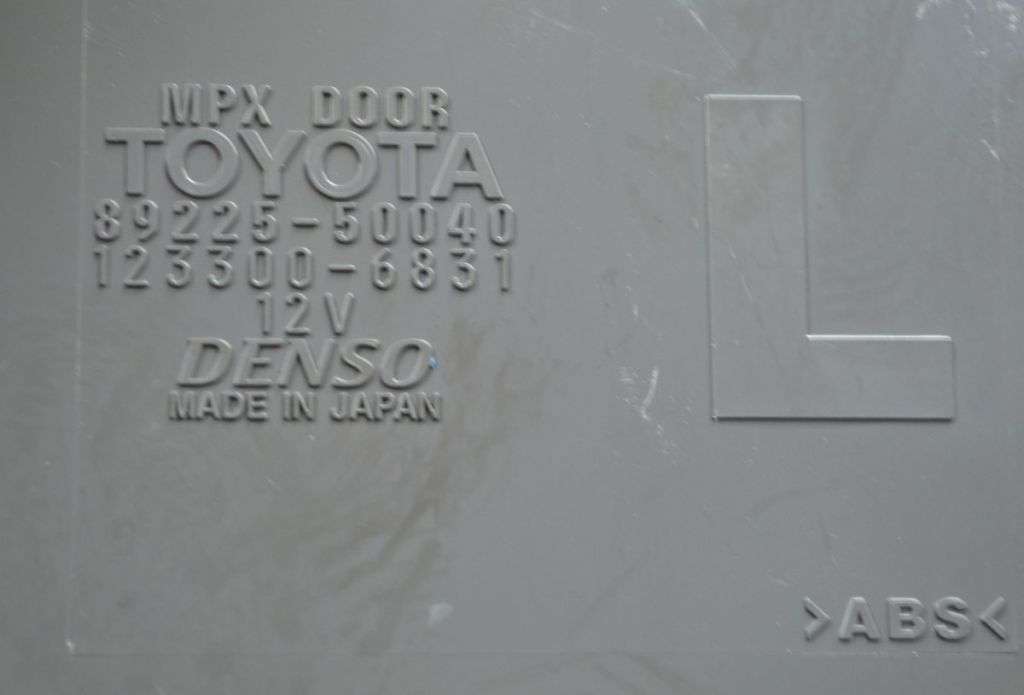 MPX DOOR
TOYOTA
89225-50040
123300-6831
12V
DENSO
MADE IN JAPAN
L
>ABS<